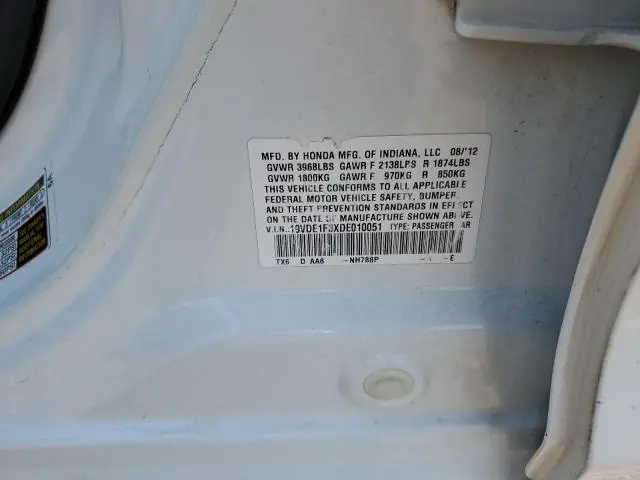 MFD. BY HONDA MFG. OF INDIANA, LLC 08/'12
GVWR 3968LBS GAWR F 2138LBS R 1874LBS
GVWR 1800KG GAWR F 970KG R 850KG
THIS VEHICLE CONFORMS TO ALL APPLICABLE
FEDERAL MOTOR VEHICLE SAFETY, BUMPER,
AND THEFT PREVENTION STANDARDS IN EFFECT
ON THE DATE OF MANUFACTURE SHOWN ABOVE.
V.I.N.:19VDE1F3XDE010051 TYPE: PASSENGER CAR
TX6 D AA8 -NH788P - -E